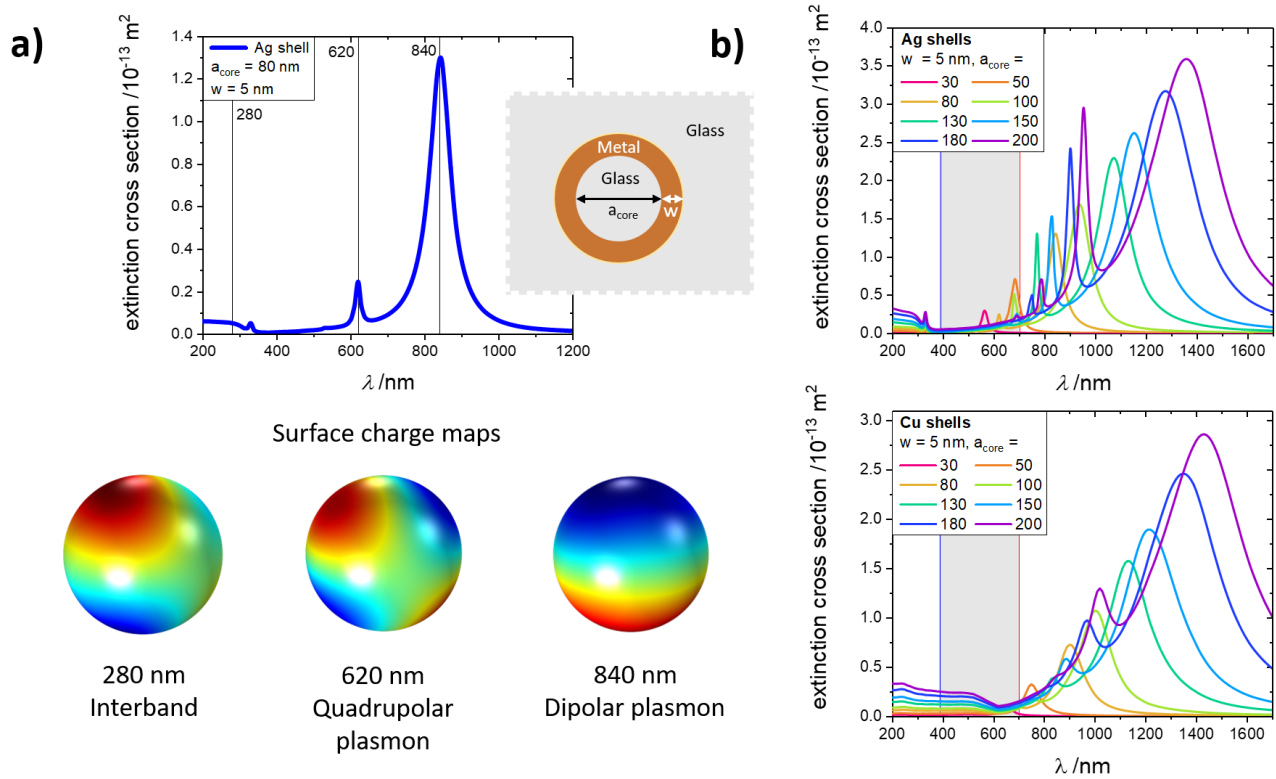 a)
extinction cross section /10⁻¹³ m²
1.4
1.2
1.0
0.8
0.6
0.4
0.2
0.0
Ag shell
a_core = 80 nm
w = 5 nm
280
620
840
200 400 600 800 1000 1200
λ /nm
Glass
Metal
Glass
a_core
w
Surface charge maps
280 nm
Interband
620 nm
Qudrupolar
plasmon
840 nm
Dipolar plasmon
b)
extinction cross section /10⁻¹³ m²
4.0
3.5
3.0
2.5
2.0
1.5
1.0
0.5
0.0
Ag shells
w = 5 nm, a_core =
30 50
80 100
130 150
180 200
200 400 600 800 1000 1200 1400 1600
λ /nm
extinction cross section /10⁻¹³ m²
3.0
2.5
2.0
1.5
1.0
0.5
0.0
Cu shells
w = 5 nm, a_core =
30 50
80 100
130 150
180 200
200 400 600 800 1000 1200 1400 1600
λ /nm